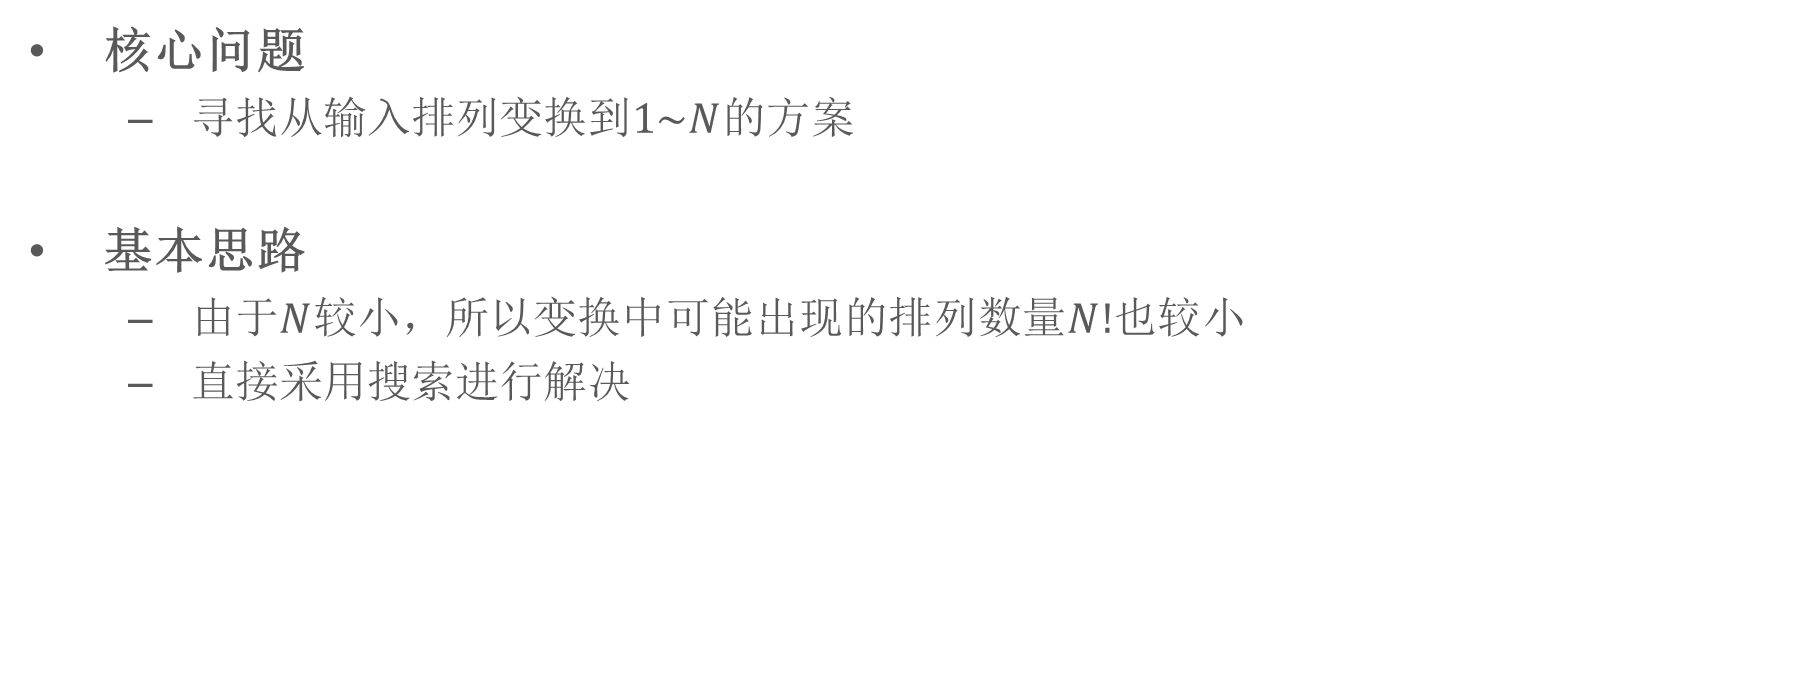 • 核心问题
– 寻找从输入排列变换到1~N的方案
• 基本思路
– 由于N较小，所以变换中可能出现的排列数量N!也较小
– 直接采用搜索进行解决